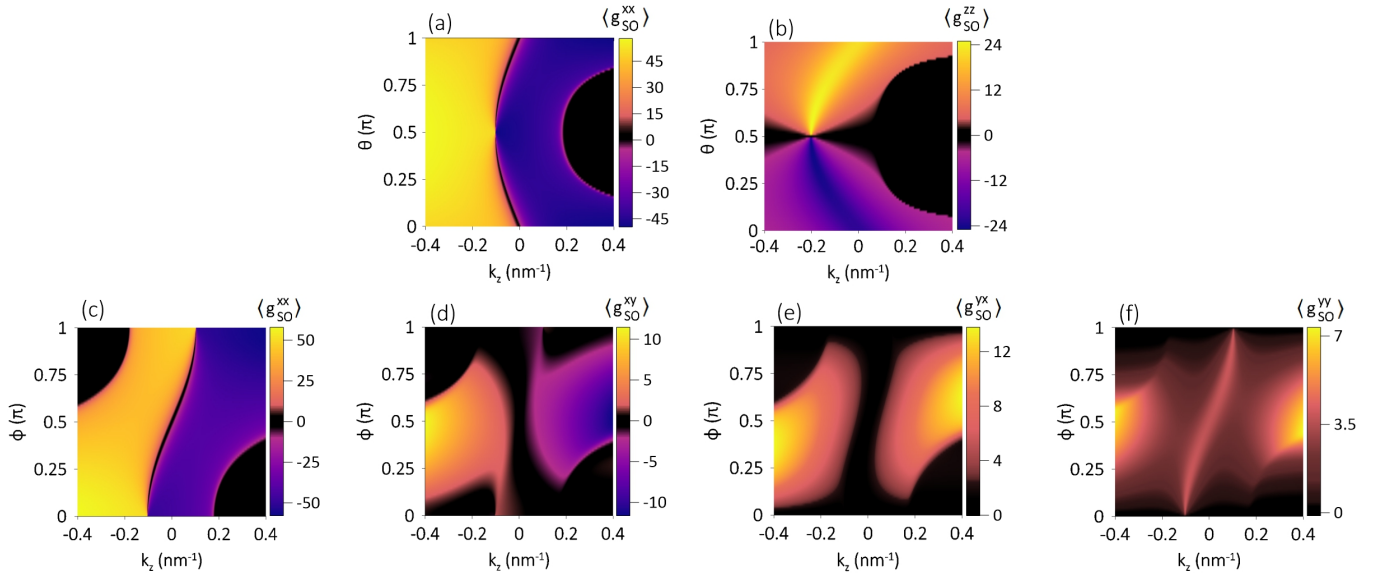 (a)
⟨g_SO^xx⟩
1
0.75
0.5
0.25
0
θ (π)
-0.4 -0.2 0 0.2 0.4
k_z (nm⁻¹)
45
30
15
0
-15
-30
-45
(b)
⟨g_SO^zz⟩
1
0.75
0.5
0.25
0
θ (π)
-0.4 -0.2 0 0.2 0.4
k_z (nm⁻¹)
24
12
0
-12
-24
(c)
⟨g_SO^xx⟩
1
0.75
0.5
0.25
0
ϕ (π)
-0.4 -0.2 0 0.2 0.4
k_z (nm⁻¹)
50
25
0
-25
-50
(d)
⟨g_SO^xy⟩
1
0.75
0.5
0.25
0
ϕ (π)
-0.4 -0.2 0 0.2 0.4
k_z (nm⁻¹)
10
5
0
-5
-10
(e)
⟨g_SO^yx⟩
1
0.75
0.5
0.25
0
ϕ (π)
-0.4 -0.2 0 0.2 0.4
k_z (nm⁻¹)
12
8
4
0
(f)
⟨g_SO^yy⟩
1
0.75
0.5
0.25
0
ϕ (π)
-0.4 -0.2 0 0.2 0.4
k_z (nm⁻¹)
7
3.5
0